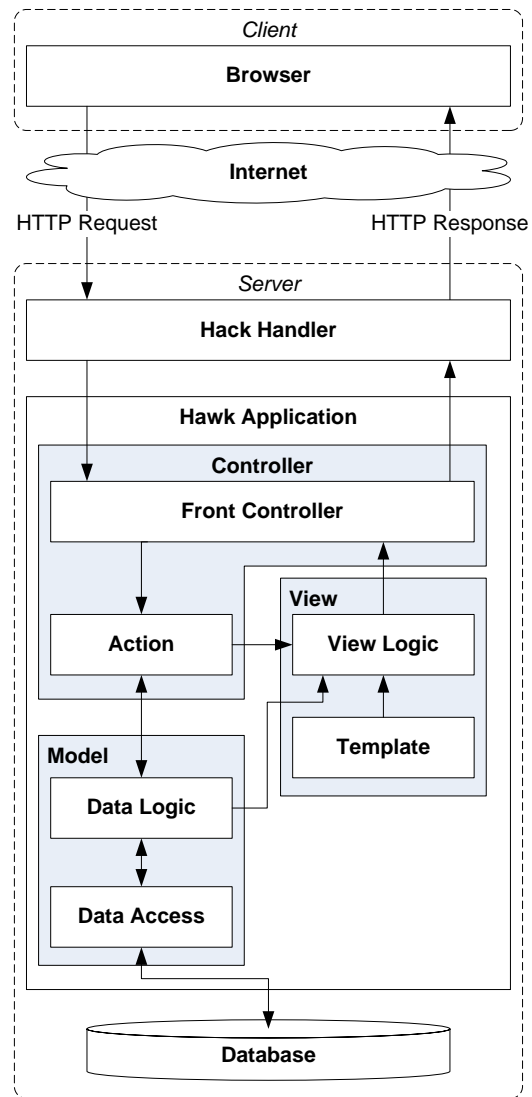 Client
Browser
Internet
HTTP Request
HTTP Response
Server
Hack Handler
Hawk Application
Controller
Front Controller
View
Action
View Logic
Template
Model
Data Logic
Data Access
Database